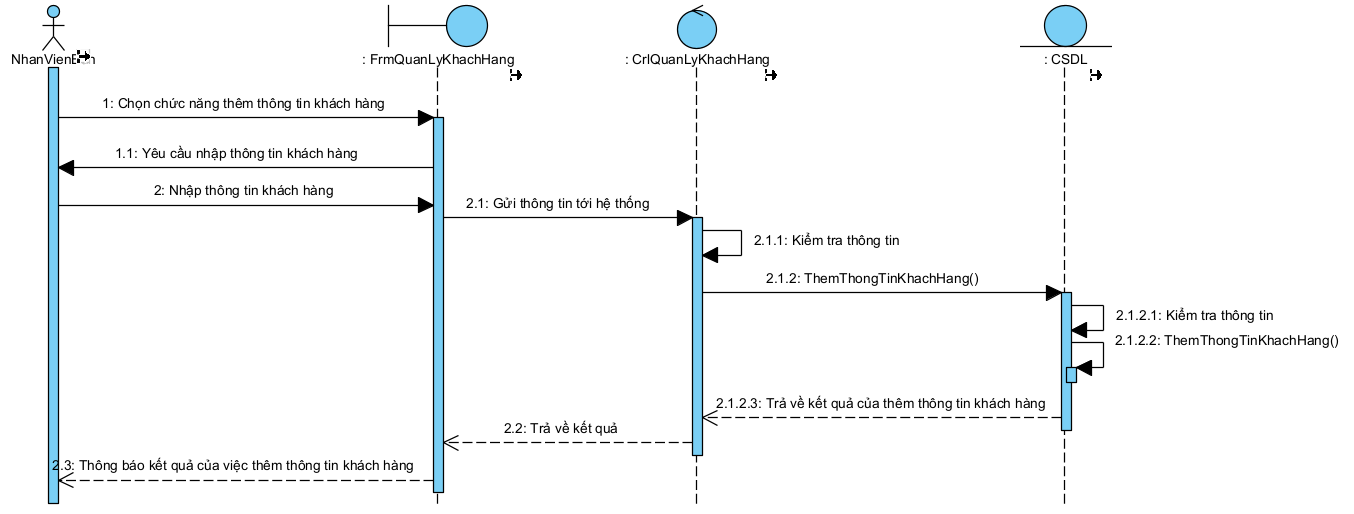 : FrmQuanLyKhachHang
: CrlQuanLyKhachHang
: CSDL
1: Chọn chức năng thêm thông tin khách hàng
1.1: Yêu cầu nhập thông tin khách hàng
2: Nhập thông tin khách hàng
2.1: Gửi thông tin tới hệ thống
2.1.1: Kiểm tra thông tin
2.1.2: ThemThongTinKhachHang()
2.1.2.1: Kiểm tra thông tin
2.1.2.2: ThemThongTinKhachHang()
2.1.2.3: Trả về kết quả của thêm thông tin khách hàng
2.2: Trả về kết quả
2.3: Thông báo kết quả của việc thêm thông tin khách hàng